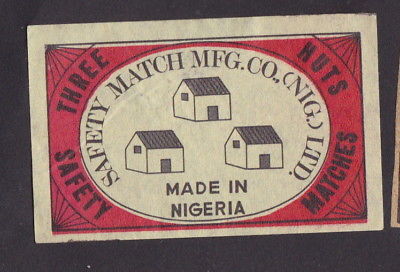 THREE HUTS
SAFETY MATCH MFG.CO.,(NIG.) LTD.
SAFETY MATCHES
MADE IN
NIGERIA